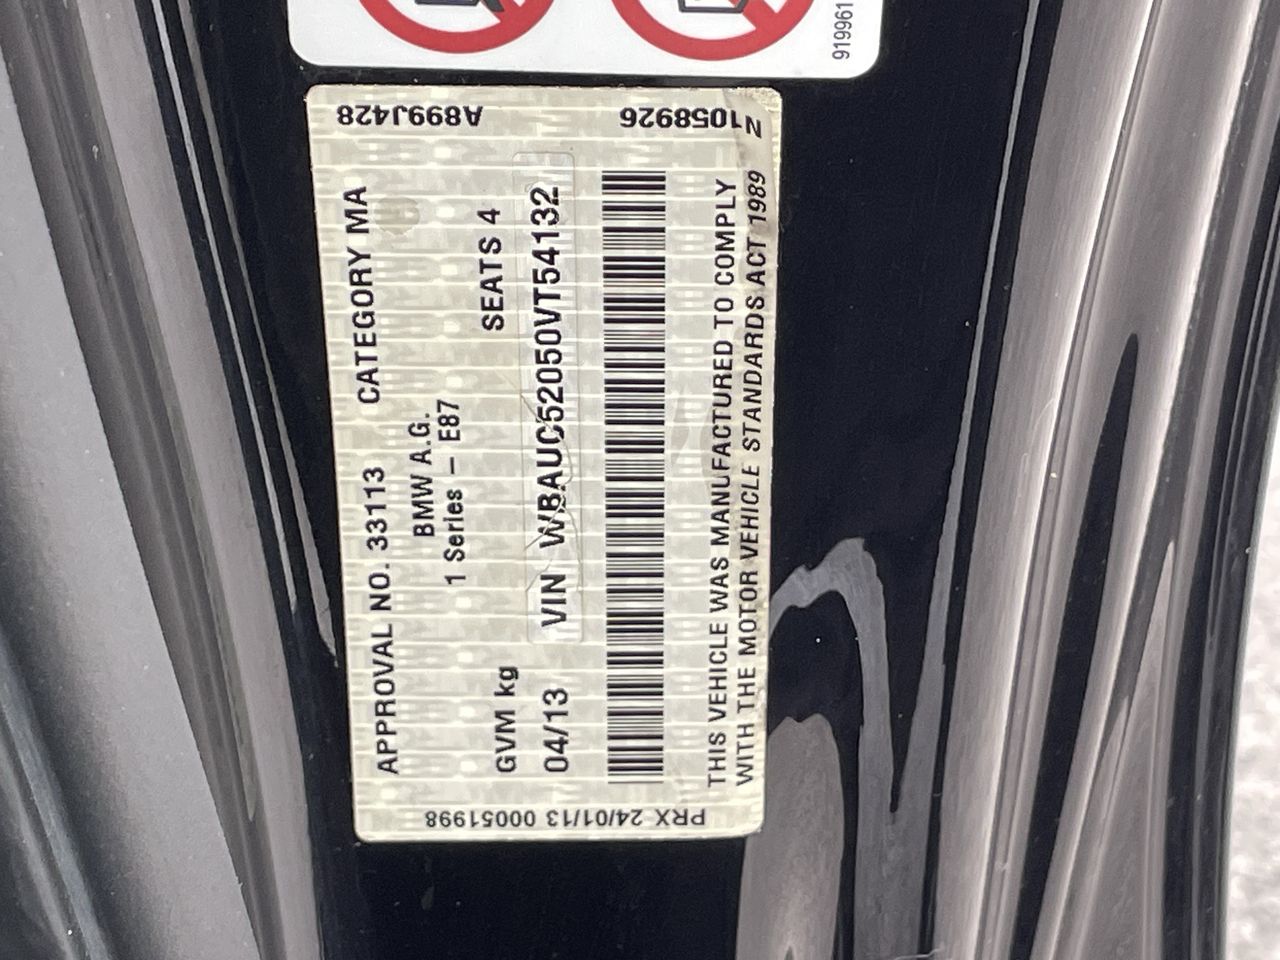 919961
A899J428
Z1058926
APPROVAL NO. 33113 CATEGORY MA
BMW A.G.
1 Series – E87
GVM kg SEATS 4
04/13 VIN WBAUC52050VT54132
THIS VEHICLE WAS MANUFACTURED TO COMPLY
WITH THE MOTOR VEHICLE STANDARDS ACT 1989
PRX 24/01/13 00051998